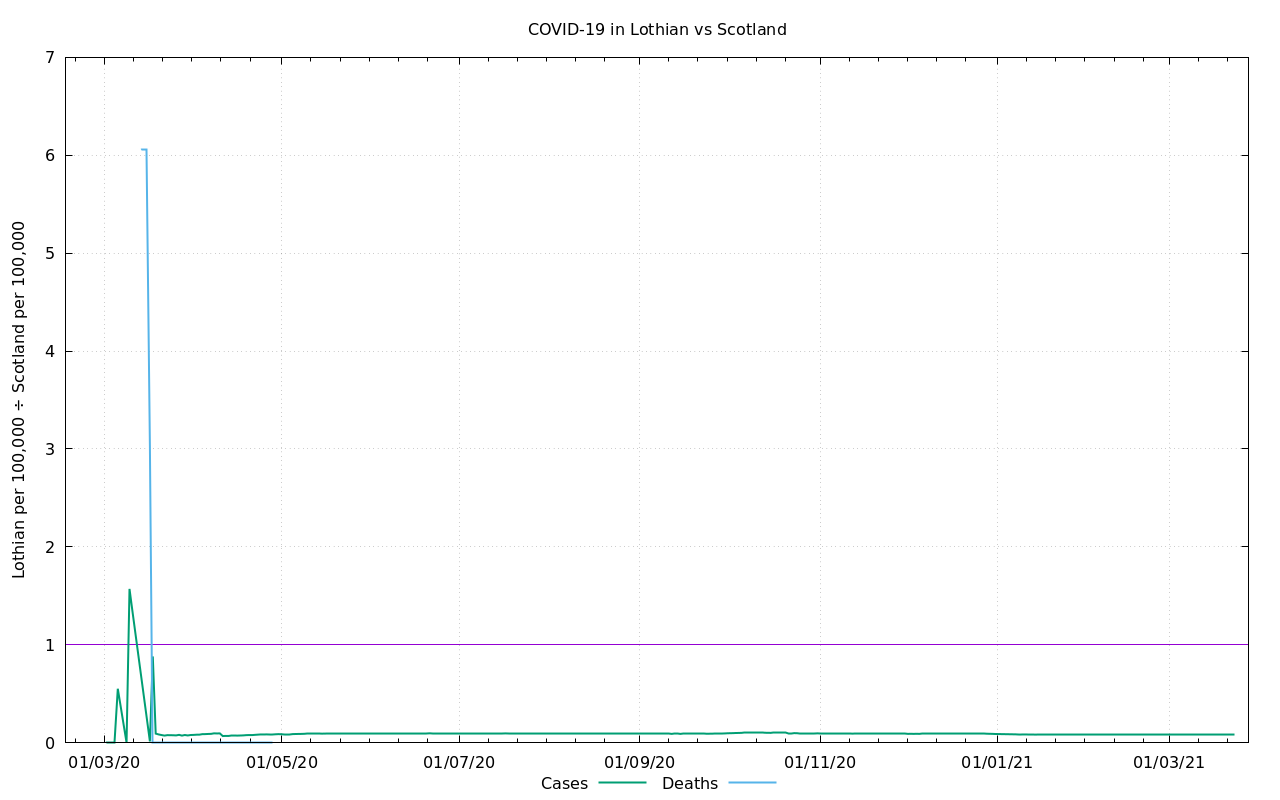 COVID-19 in Lothian vs Scotland
Lothian per 100,000 ÷ Scotland per 100,000
7
6
5
4
3
2
1
0
01/03/20 01/05/20 01/07/20 01/09/20 01/11/20 01/01/21 01/03/21
Cases Deaths